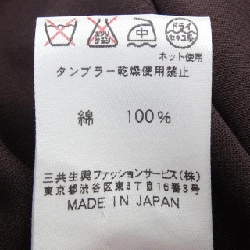 ドライ
セキユ系
ネット使用
タンブラー乾燥使用禁止
綿 100%
三共生興ファッションサービス(株)
東京都渋谷区東3丁目16番3号
MADE IN JAPAN